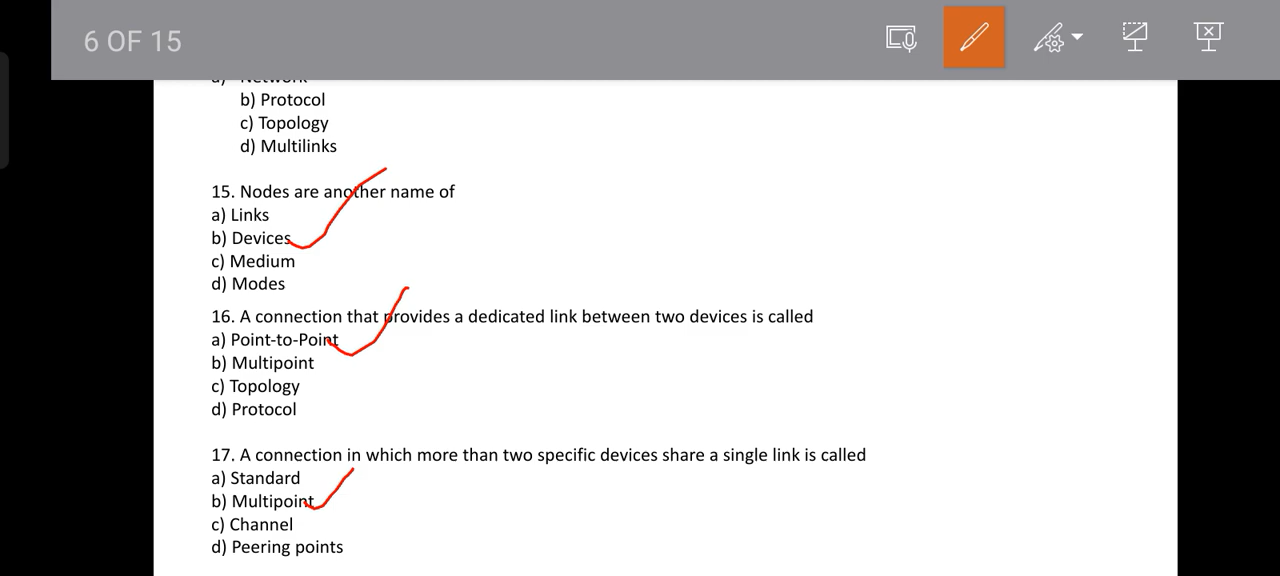 6 OF 15
a) Network
b) Protocol
c) Topology
d) Multilinks
15. Nodes are another name of
a) Links
b) Devices
c) Medium
d) Modes
16. A connection that provides a dedicated link between two devices is called
a) Point-to-Point
b) Multipoint
c) Topology
d) Protocol
17. A connection in which more than two specific devices share a single link is called
a) Standard
b) Multipoint
c) Channel
d) Peering points